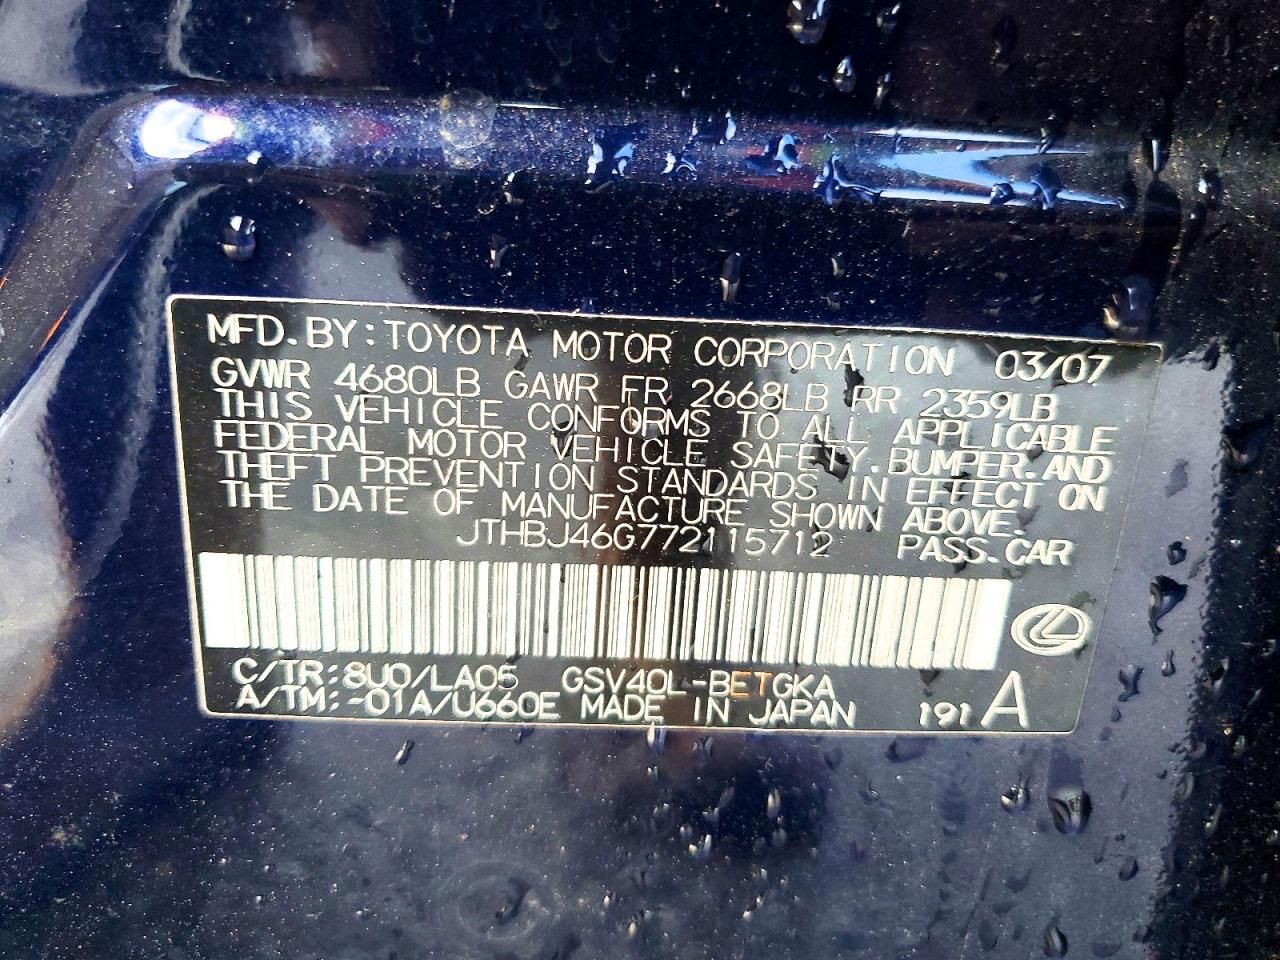 MFD. BY: TOYOTA MOTOR CORPORATION 03/07
GVWR 4680LB GAWR FR 2668LB RR 2359LB
THIS VEHICLE CONFORMS TO ALL APPLICABLE
FEDERAL MOTOR VEHICLE SAFETY. BUMPER. AND
THEFT PREVENTION STANDARDS IN EFFECT ON
THE DATE OF MANUFACTURE SHOWN ABOVE.
JTHBJ46G772115712 PASS. CAR
C/TR: 8U0/LA05 GSV40L-BETGKA
A/TM: -01A/U660E MADE IN JAPAN 191 A